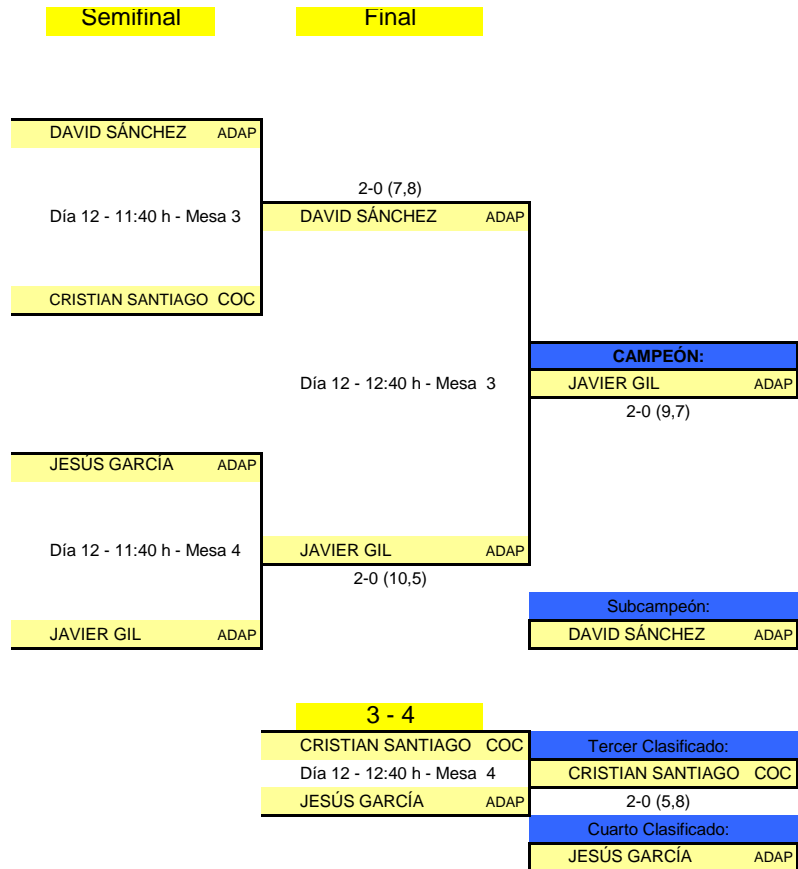 Semifinal Final
DAVID SÁNCHEZ ADAP
2-0 (7,8)
Día 12 - 11:40 h - Mesa 3 DAVID SÁNCHEZ ADAP
CRISTIAN SANTIAGO COC
CAMPEÓN:
Día 12 - 12:40 h - Mesa 3 JAVIER GIL ADAP
2-0 (9,7)
JESÚS GARCÍA ADAP
Día 12 - 11:40 h - Mesa 4 JAVIER GIL ADAP
2-0 (10,5)
Subcampeón:
JAVIER GIL ADAP DAVID SÁNCHEZ ADAP
3 - 4
CRISTIAN SANTIAGO COC Tercer Clasificado:
Día 12 - 12:40 h - Mesa 4 CRISTIAN SANTIAGO COC
JESÚS GARCÍA ADAP 2-0 (5,8)
Cuarto Clasificado:
JESÚS GARCÍA ADAP